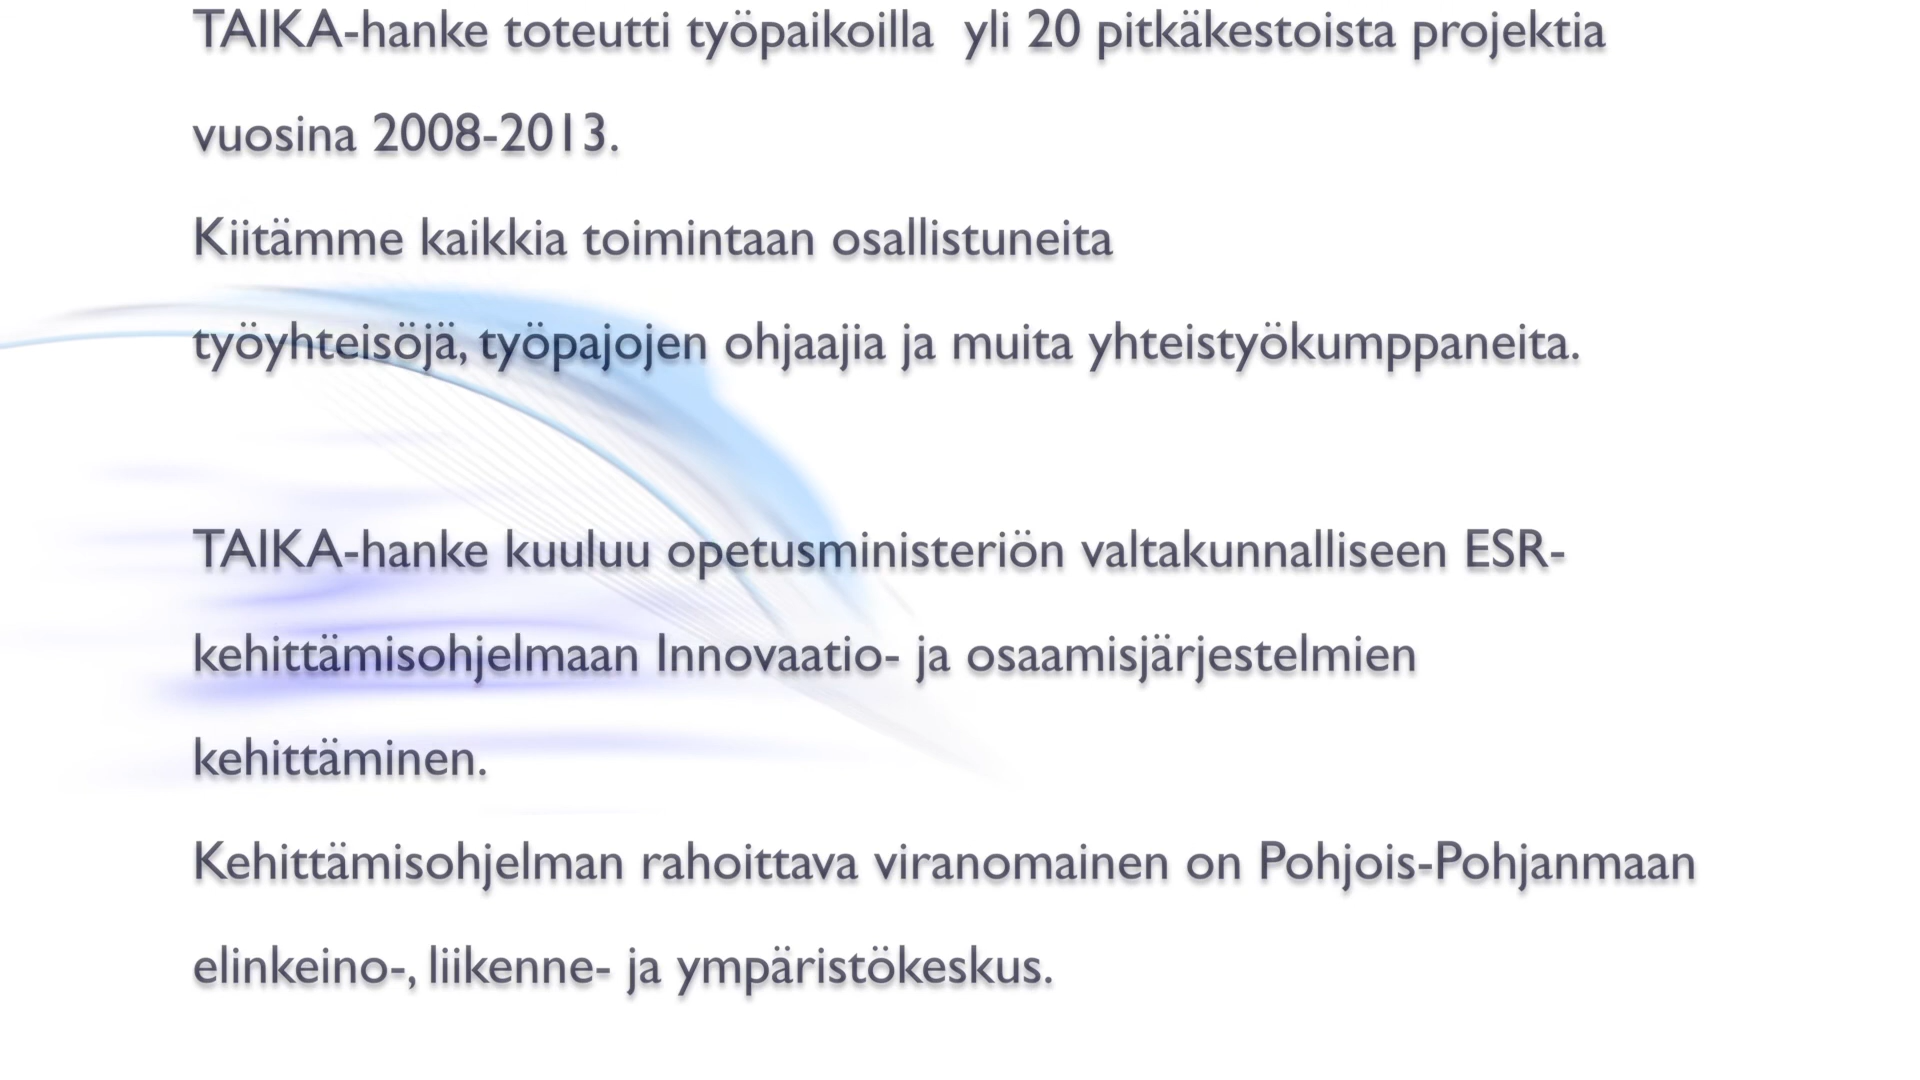 TAIKA-hanke toteutti työpaikoilla  yli 20 pitkäkestoista projektia
vuosina 2008-2013.
Kiitämme kaikkia toimintaan osallistuneita
työyhteisöjä, työpajojen ohjaajia ja muita yhteistyökumppaneita.
TAIKA-hanke kuuluu opetusministeriön valtakunnalliseen ESR-
kehittämisohjelmaan Innovaatio- ja osaamisjärjestelmien
kehittäminen.
Kehittämisohjelman rahoittava viranomainen on Pohjois-Pohjanmaan
elinkeino-, liikenne- ja ympäristökeskus.